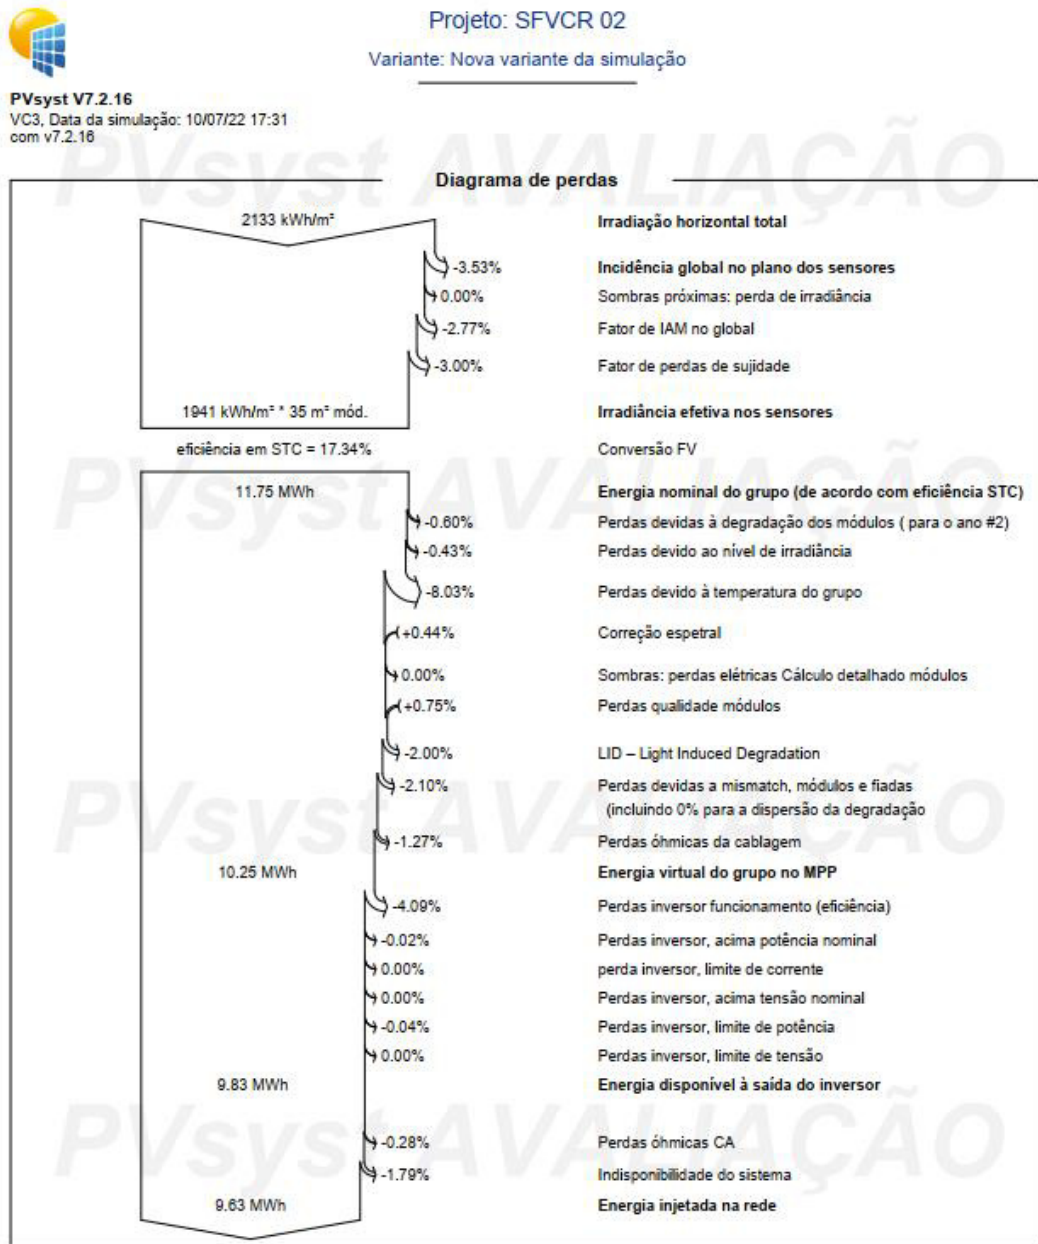 Projeto: SFVCR 02
Variante: Nova variante da simulação
PVsyst V7.2.16
VC3, Data da simulação: 10/07/22 17:31
com v7.2.16
PVsyst AVALIAÇÃO
Diagrama de perdas
2133 kWh/m² Irradiação horizontal total
-3.53% Incidência global no plano dos sensores
0.00% Sombras próximas: perda de irradiância
-2.77% Fator de IAM no global
-3.00% Fator de perdas de sujidade
1941 kWh/m² * 35 m² mód. Irradiância efetiva nos sensores
eficiência em STC = 17.34% Conversão FV
PVsyst AVALIAÇÃO
11.75 MWh Energia nominal do grupo (de acordo com eficiência STC)
-0.60% Perdas devidas à degradação dos módulos ( para o ano #2)
-0.43% Perdas devido ao nível de irradiância
-8.03% Perdas devido à temperatura do grupo
+0.44% Correção espetral
0.00% Sombras: perdas elétricas Cálculo detalhado módulos
+0.75% Perdas qualidade módulos
-2.00% LID – Light Induced Degradation
-2.10% Perdas devidas a mismatch, módulos e fiadas
(incluindo 0% para a dispersão da degradação
PVsyst AVALIAÇÃO
-1.27% Perdas óhmicas da cablagem
10.25 MWh Energia virtual do grupo no MPP
-4.09% Perdas inversor funcionamento (eficiência)
-0.02% Perdas inversor, acima potência nominal
0.00% perda inversor, limite de corrente
0.00% Perdas inversor, acima tensão nominal
-0.04% Perdas inversor, limite de potência
0.00% Perdas inversor, limite de tensão
9.83 MWh Energia disponível à saída do inversor
PVsyst AVALIAÇÃO
-0.28% Perdas óhmicas CA
-1.79% Indisponibilidade do sistema
9.63 MWh Energia injetada na rede